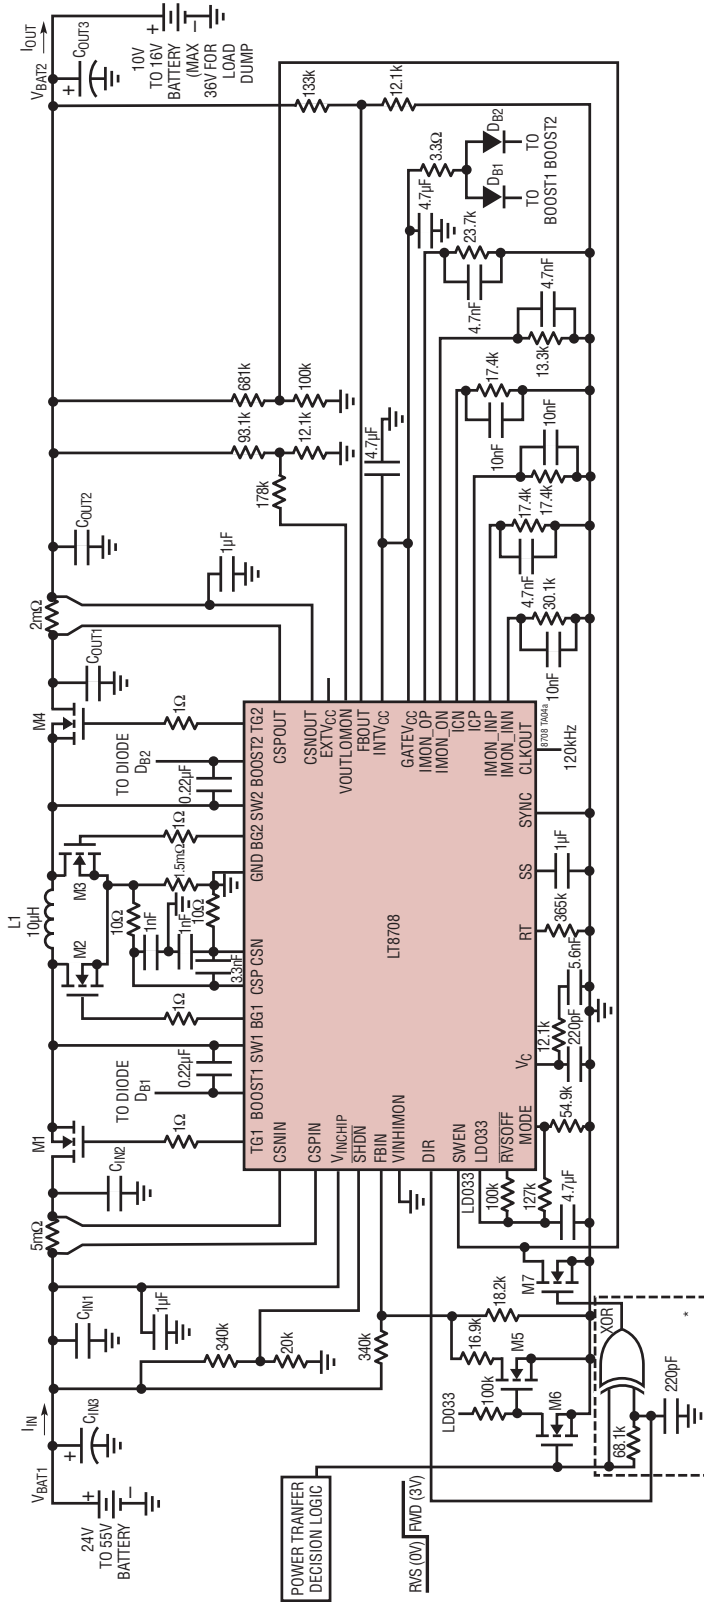 VBAT1
IIN
24V
TO 55V
BATTERY
+
–
+
CIN3
CIN1
1µF
340k
20k
340k
5mΩ
CIN2
M1
1Ω
TO DIODE
DB1
0.22µF
1Ω
M2
L1
10µH
M3
10Ω
1nF
1nF
10Ω
3.3nF
1.5mΩ
1Ω
TO DIODE
DB2
0.22µF
1Ω
M4
COUT1
2mΩ
1µF
COUT2
178k
93.1k
12.1k
681k
100k
4.7µF
133k
12.1k
VBAT2
IOUT
+
COUT3
10V
TO 16V
BATTERY
(MAX
36V FOR
LOAD
DUMP
+
–
TG1
BOOST1
SW1
BG1
CSP
CSN
GND
BG2
SW2
BOOST2
TG2
CSNIN
CSPIN
VINCHIP
SHDN
FBIN
VINHIMON
DIR
SWEN
LDO33
RVSOFF
MODE
VC
RT
SS
SYNC
CLKOUT
LT8708
CSPOUT
CSNOUT
EXTVCC
VOUTLOMON
FBOUT
INTVCC
GATEVCC
IMON_OP
IMON_ON
ICN
ICP
IMON_INP
IMON_INN
8708 TA04a
120kHz
4.7µF
3.3Ω
DB1
DB2
TO
BOOST1
TO
BOOST2
4.7nF
23.7k
13.3k
4.7nF
10nF
17.4k
17.4k
10nF
4.7nF
17.4k
10nF
30.1k
1µF
365k
12.1k
5.6nF
220pF
54.9k
LD033
100k
127k
4.7µF
16.9k
18.2k
LD033
100k
M5
M6
M7
XOR
*
68.1k
220pF
POWER TRANFER
DECISION LOGIC
RVS (0V)
FWD (3V)